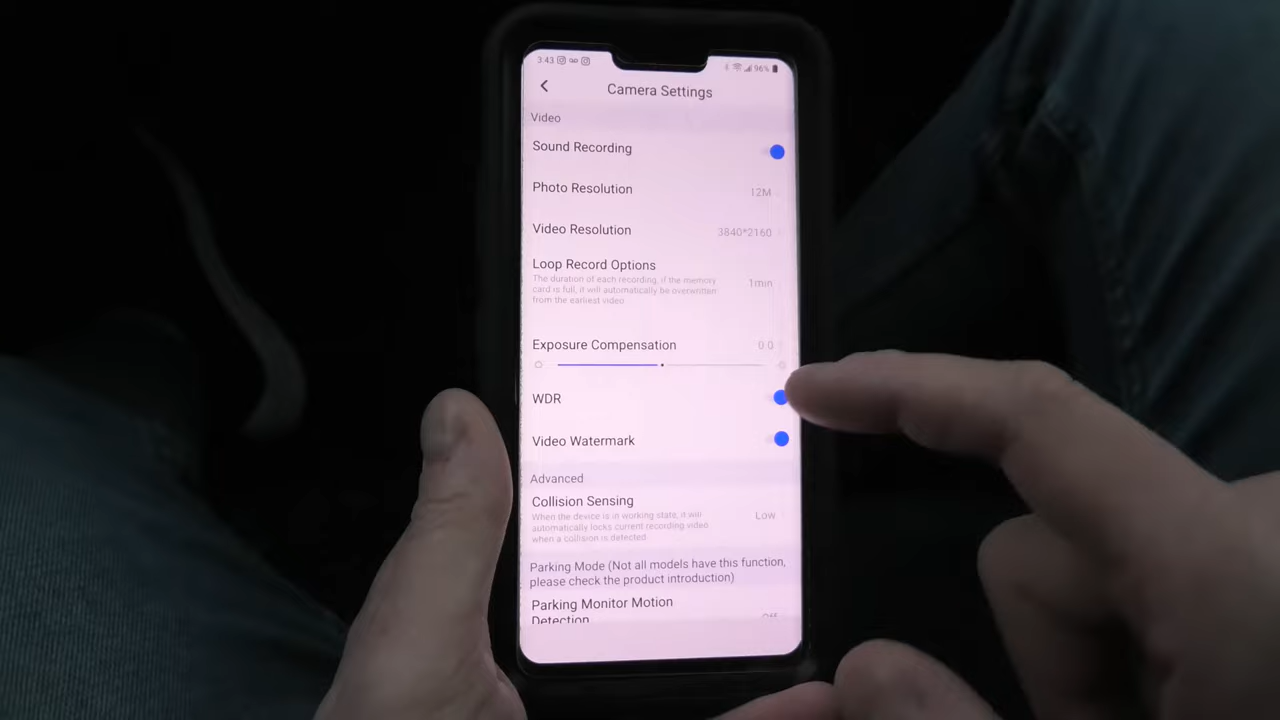 3:43
96%
Camera Settings
Video
Sound Recording
Photo Resolution
12M
Video Resolution
3840*2160
Loop Record Options
The duration of each recording, if the memory
card is full, it will automatically be overwritten
from the earliest video
1min
Exposure Compensation
0.0
WDR
Video Watermark
Advanced
Collision Sensing
When the device is in working state, it will
automatically locks current recording video
when a collision is detected
Low
Parking Mode (Not all models have this function,
please check the product introduction)
Parking Monitor Motion
Detection
Off